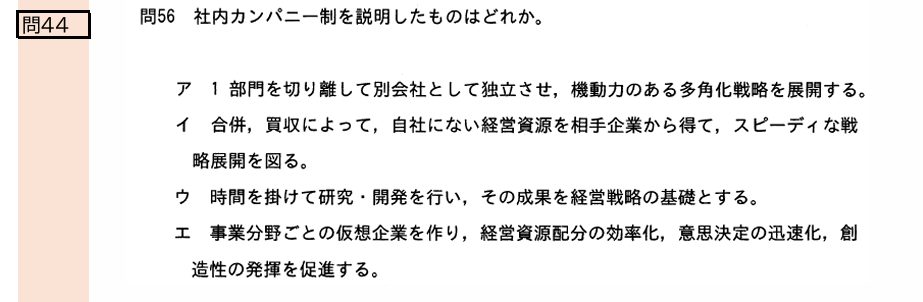 問44
問56　社内カンパニー制を説明したものはどれか。
ア　1 部門を切り離して別会社として独立させ，機動力のある多角化戦略を展開する。
イ　合併，買収によって，自社にない経営資源を相手企業から得て，スピーディな戦
略展開を図る。
ウ　時間を掛けて研究・開発を行い，その成果を経営戦略の基礎とする。
エ　事業分野ごとの仮想企業を作り，経営資源配分の効率化，意思決定の迅速化，創
造性の発揮を促進する。